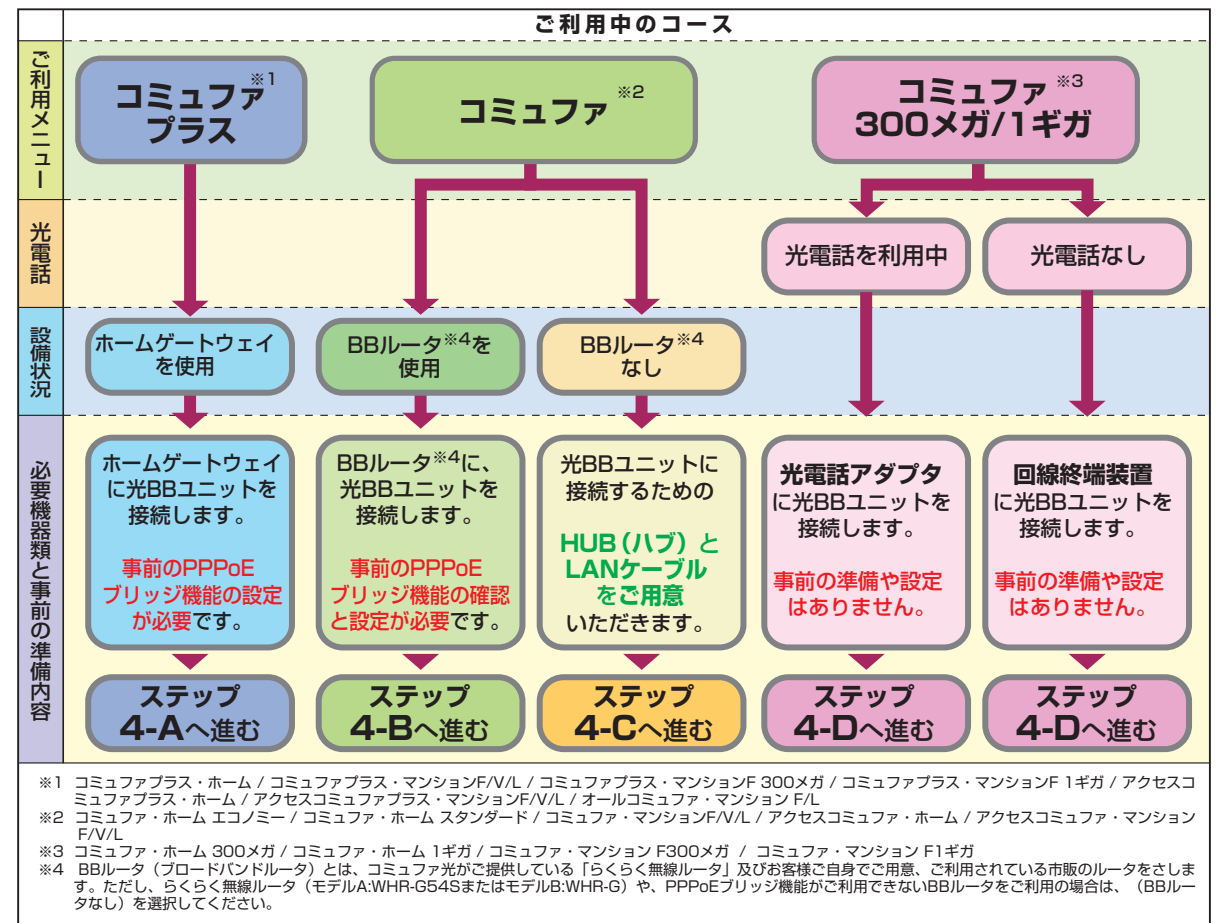 ご利用中のコース
ご利用メニュー
コミュファ※1
プラス
コミュファ ※2
コミュファ ※3
300メガ/1ギガ
光電話
光電話を利用中
光電話なし
設備状況
ホームゲートウェイ
を使用
BBルータ※4を
使用
BBルータ※4
なし
必要機器類と事前の準備内容
ホームゲートウェイ
に光BBユニットを
接続します。
事前のPPPoE
ブリッジ機能の設定
が必要です。
BBルータ※4に、
光BBユニットを
接続します。
事前のPPPoE
ブリッジ機能の確認
と設定が必要です。
光BBユニットに
接続するための
HUB（ハブ）と
LANケーブル
をご用意
いただきます。
光電話アダプタ
に光BBユニットを
接続します。
事前の準備や設定
はありません。
回線終端装置
に光BBユニットを
接続します。
事前の準備や設定
はありません。
ステップ
4-Aへ進む
ステップ
4-Bへ進む
ステップ
4-Cへ進む
ステップ
4-Dへ進む
ステップ
4-Dへ進む
※1 コミュファプラス・ホーム / コミュファプラス・マンションF/V/L / コミュファプラス・マンションF 300メガ / コミュファプラス・マンションF 1ギガ / アクセスコ
ミュファプラス・ホーム / アクセスコミュファプラス・マンションF/V/L / オールコミュファ・マンション F/L
※2 コミュファ・ホーム エコノミー / コミュファ・ホーム スタンダード / コミュファ・マンションF/V/L / アクセスコミュファ・ホーム / アクセスコミュファ・マンション
F/V/L
※3 コミュファ・ホーム 300メガ / コミュファ・ホーム 1ギガ / コミュファ・マンション F300メガ / コミュファ・マンション F1ギガ
※4 BBルータ（ブロードバンドルータ）とは、コミュファ光がご提供している「らくらく無線ルータ」及びお客様ご自身でご用意、ご利用されている市販のルータをさしま
す。ただし、らくらく無線ルータ（モデルA:WHR-G54SまたはモデルB:WHR-G）や、PPPoEブリッジ機能がご利用できないBBルータをご利用の場合は、（BBルー
タなし）を選択してください。